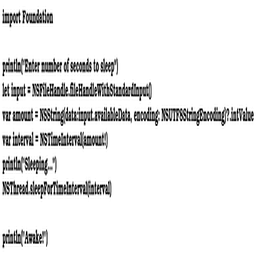 import Foundation
println("Enter number of seconds to sleep")
let input = NSFileHandle.fileHandleWithStandardInput()
var amount = NSString(data:input.availableData, encoding: NSUTF8StringEncoding)?.intValue
var interval = NSTimeInterval(amount!)
println("Sleeping...")
NSThread.sleepForTimeInterval(interval)
println("Awake!")